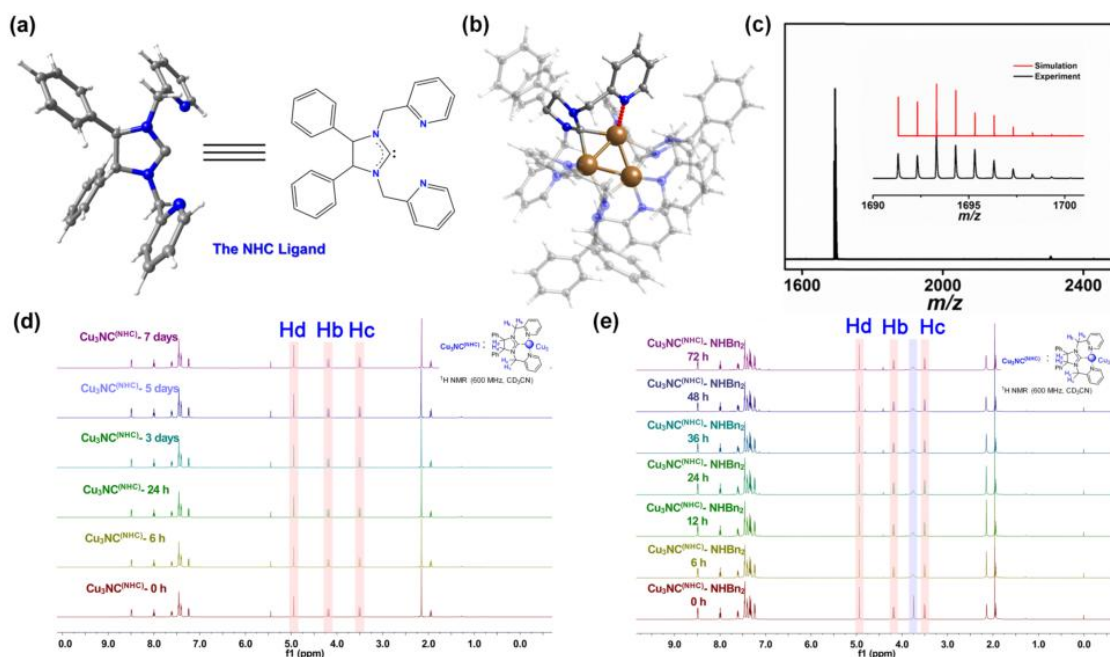 (a)
N
N
N
N
The NHC Ligand
(b)
(c)
Simulation
Experiment
1690
1695
1700
m/z
1600
2000
2400
m/z
(d)
Hd
Hb
Hc
Cu₃NC(NHC)- 7 days
Cu₃NC(NHC) :
¹H NMR (600 MHz, CD₃CN)
Cu₃NC(NHC)- 5 days
Cu₃NC(NHC)- 3 days
Cu₃NC(NHC)- 24 h
Cu₃NC(NHC)- 6 h
Cu₃NC(NHC)- 0 h
9.0
8.0
7.0
6.0
5.0
4.0
3.0
2.0
1.0
0.0
f1 (ppm)
(e)
Hd
Hb
Hc
Cu₃NC(NHC)- NHBn₂
72 h
Cu₃NC(NHC) :
¹H NMR (600 MHz, CD₃CN)
Cu₃NC(NHC)- NHBn₂
48 h
Cu₃NC(NHC)- NHBn₂
36 h
Cu₃NC(NHC)- NHBn₂
24 h
Cu₃NC(NHC)- NHBn₂
12 h
Cu₃NC(NHC)- NHBn₂
6 h
Cu₃NC(NHC)- NHBn₂
0 h
9.0
8.0
7.0
6.0
5.0
4.0
3.0
2.0
1.0
0.0
f1 (ppm)